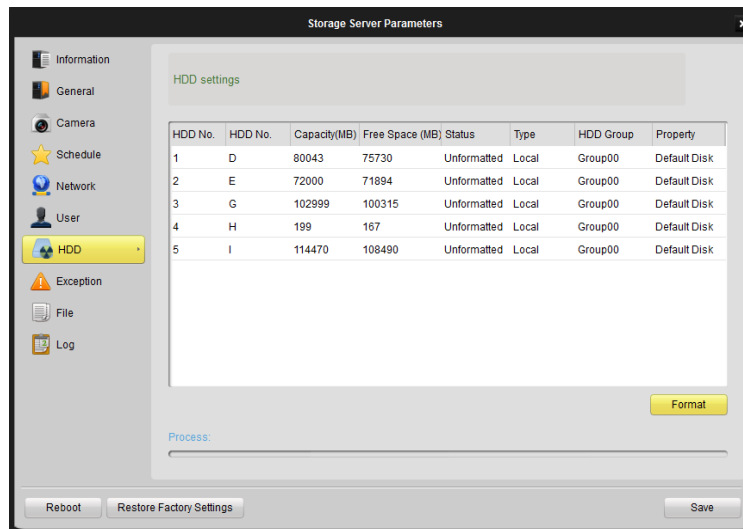 Storage Server Parameters
Information
General
Camera
Schedule
Network
User
HDD
Exception
File
Log
HDD settings
HDD No. HDD No. Capacity(MB) Free Space (MB) Status Type HDD Group Property
1 D 80043 75730 Unformatted Local Group00 Default Disk
2 E 72000 71894 Unformatted Local Group00 Default Disk
3 G 102999 100315 Unformatted Local Group00 Default Disk
4 H 199 167 Unformatted Local Group00 Default Disk
5 I 114470 108490 Unformatted Local Group00 Default Disk
Format
Process:
Reboot Restore Factory Settings Save